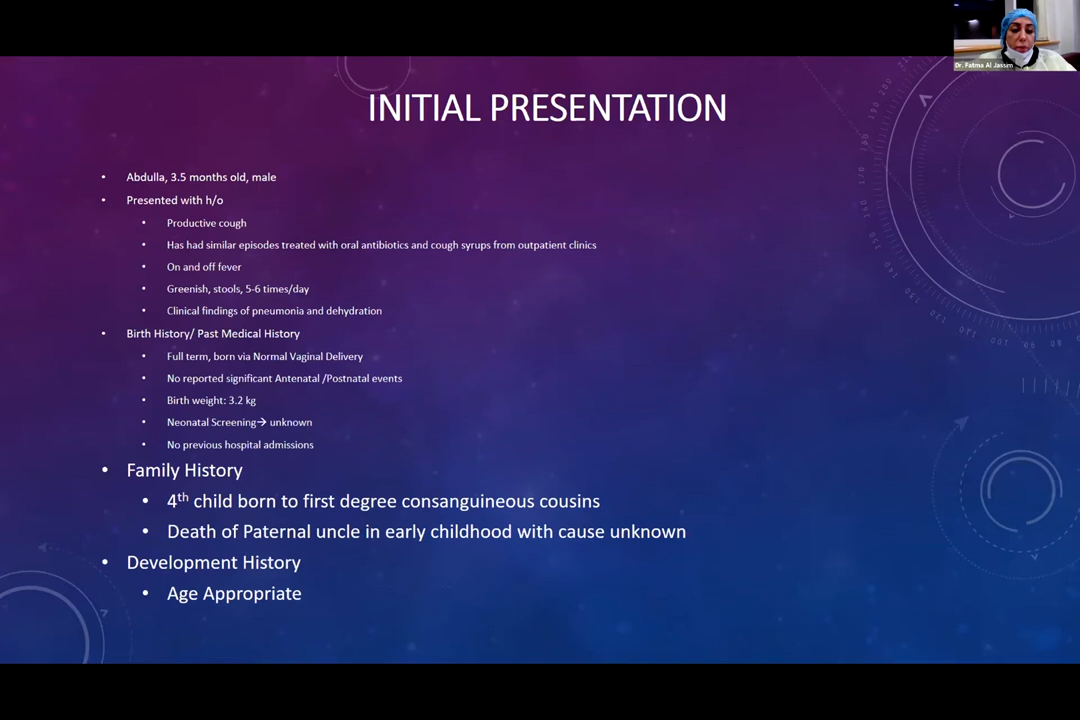 Dr. Fatma Al Jassim
INITIAL PRESENTATION
• Abdulla, 3.5 months old, male
• Presented with h/o
• Productive cough
• Has had similar episodes treated with oral antibiotics and cough syrups from outpatient clinics
• On and off fever
• Greenish, stools, 5-6 times/day
• Clinical findings of pneumonia and dehydration
• Birth History/ Past Medical History
• Full term, born via Normal Vaginal Delivery
• No reported significant Antenatal /Postnatal events
• Birth weight: 3.2 kg
• Neonatal Screening→ unknown
• No previous hospital admissions
• Family History
• 4th child born to first degree consanguineous cousins
• Death of Paternal uncle in early childhood with cause unknown
• Development History
• Age Appropriate